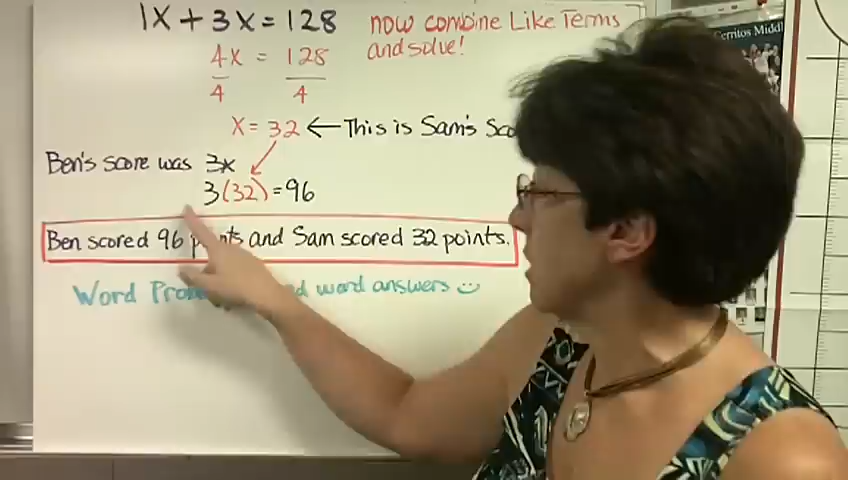 1x + 3x = 128
now combine Like Terms
and solve!
4x = 128
4 4
x = 32 ← This is Sam's
Ben's score was 3x
3(32) = 96
Ben scored 96 points and Sam scored 32 points.
Word word answers
Cerritos